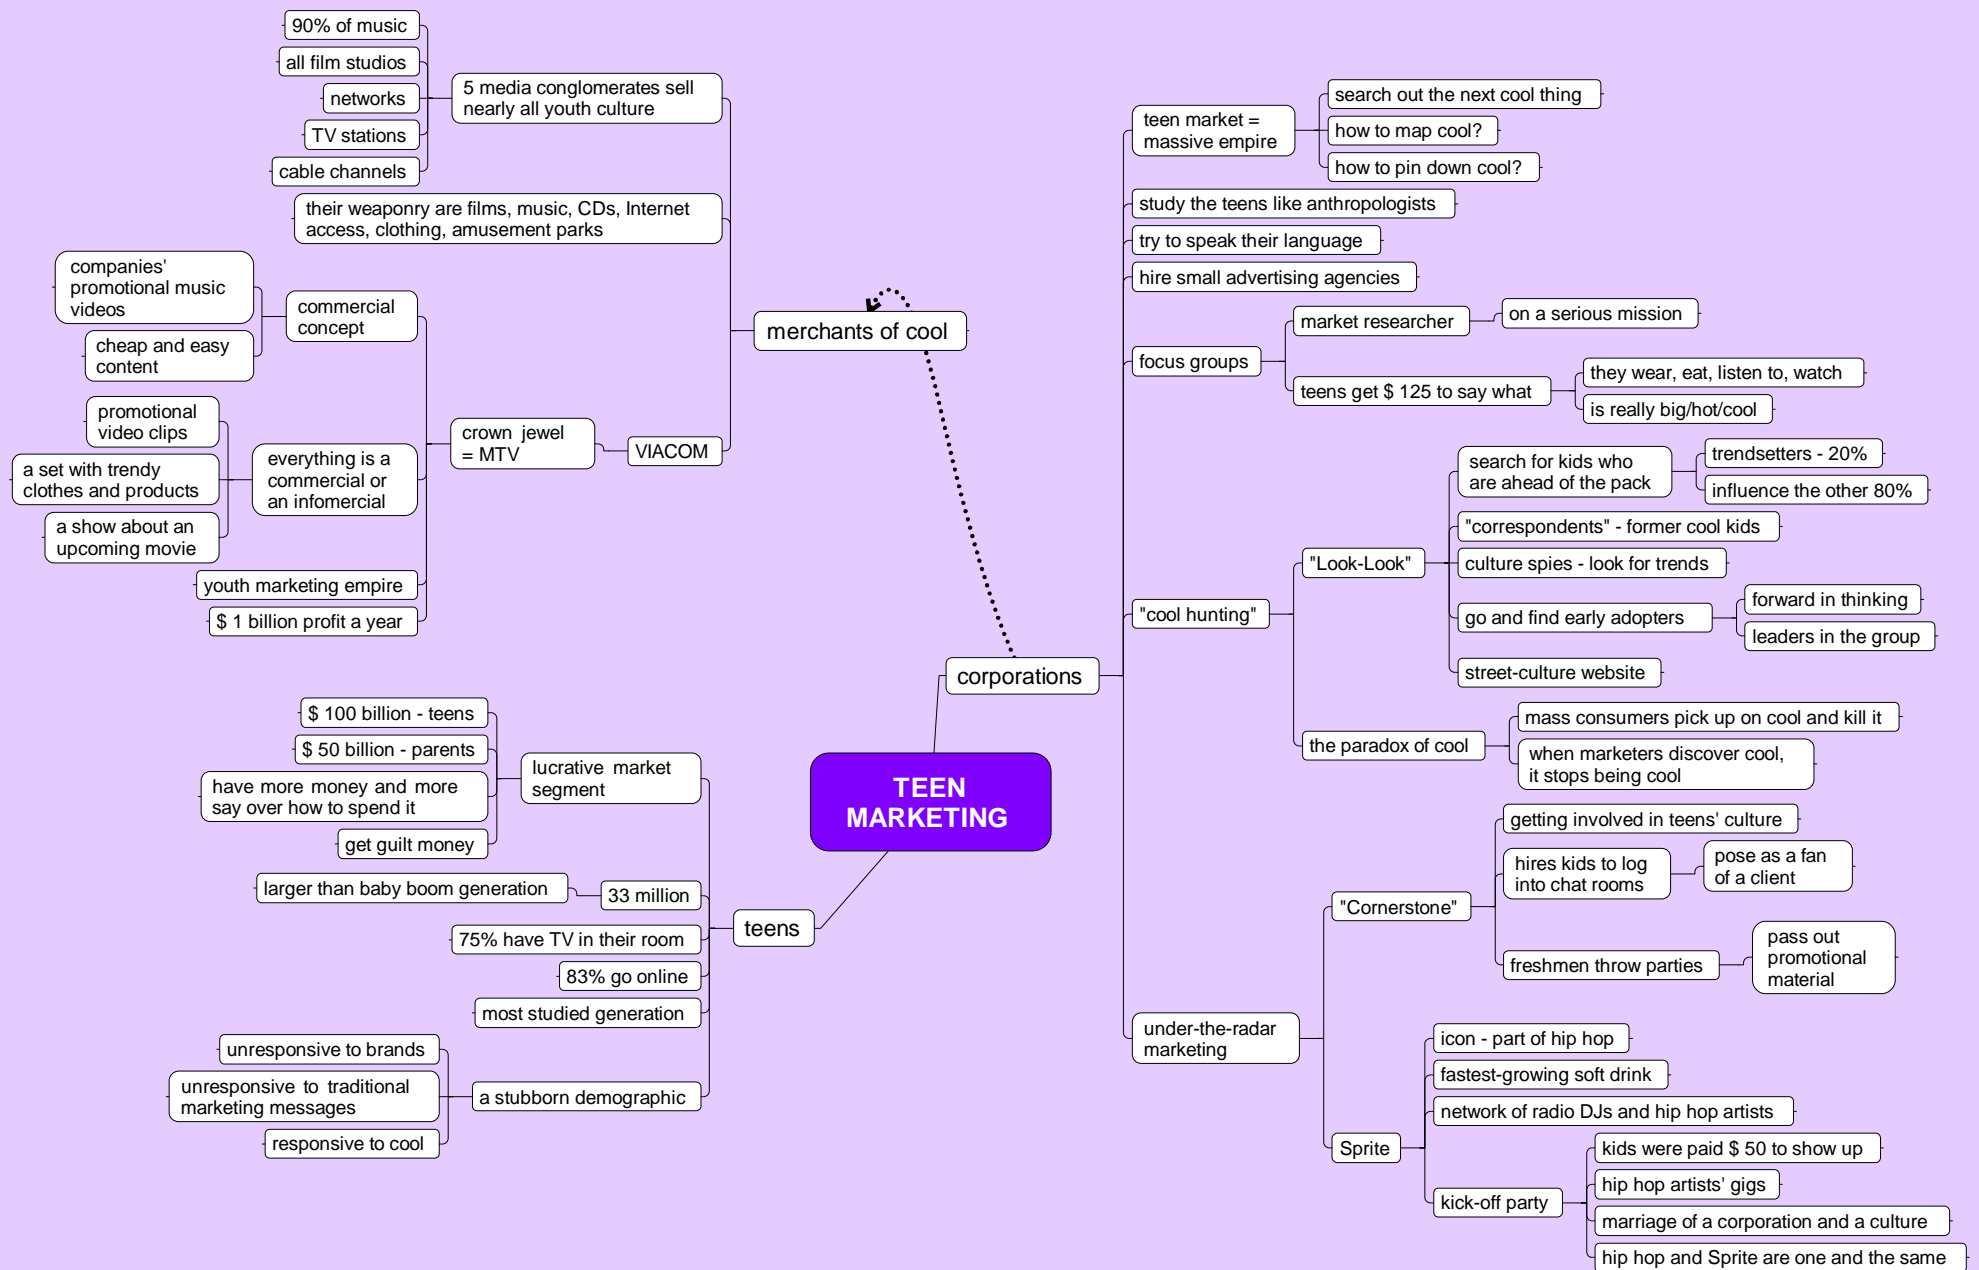 TEEN
MARKETING
corporations
teen market =
massive empire
search out the next cool thing
how to map cool?
how to pin down cool?
study the teens like anthropologists
try to speak their language
hire small advertising agencies
focus groups
market researcher
on a serious mission
teens get $ 125 to say what
they wear, eat, listen to, watch
is really big/hot/cool
"cool hunting"
"Look-Look"
search for kids who
are ahead of the pack
trendsetters - 20%
influence the other 80%
"correspondents" - former cool kids
culture spies - look for trends
go and find early adopters
forward in thinking
leaders in the group
street-culture website
the paradox of cool
mass consumers pick up on cool and kill it
when marketers discover cool,
it stops being cool
under-the-radar
marketing
"Cornerstone"
getting involved in teens' culture
hires kids to log
into chat rooms
pose as a fan
of a client
freshmen throw parties
pass out
promotional
material
Sprite
icon - part of hip hop
fastest-growing soft drink
network of radio DJs and hip hop artists
kick-off party
kids were paid $ 50 to show up
hip hop artists' gigs
marriage of a corporation and a culture
hip hop and Sprite are one and the same
merchants of cool
5 media conglomerates sell
nearly all youth culture
90% of music
all film studios
networks
TV stations
cable channels
their weaponry are films, music, CDs, Internet
access, clothing, amusement parks
VIACOM
crown jewel
= MTV
commercial
concept
companies'
promotional music
videos
cheap and easy
content
everything is a
commercial or
an infomercial
promotional
video clips
a set with trendy
clothes and products
a show about an
upcoming movie
youth marketing empire
$ 1 billion profit a year
teens
lucrative market
segment
$ 100 billion - teens
$ 50 billion - parents
have more money and more
say over how to spend it
get guilt money
33 million
larger than baby boom generation
75% have TV in their room
83% go online
most studied generation
a stubborn demographic
unresponsive to brands
unresponsive to traditional
marketing messages
responsive to cool